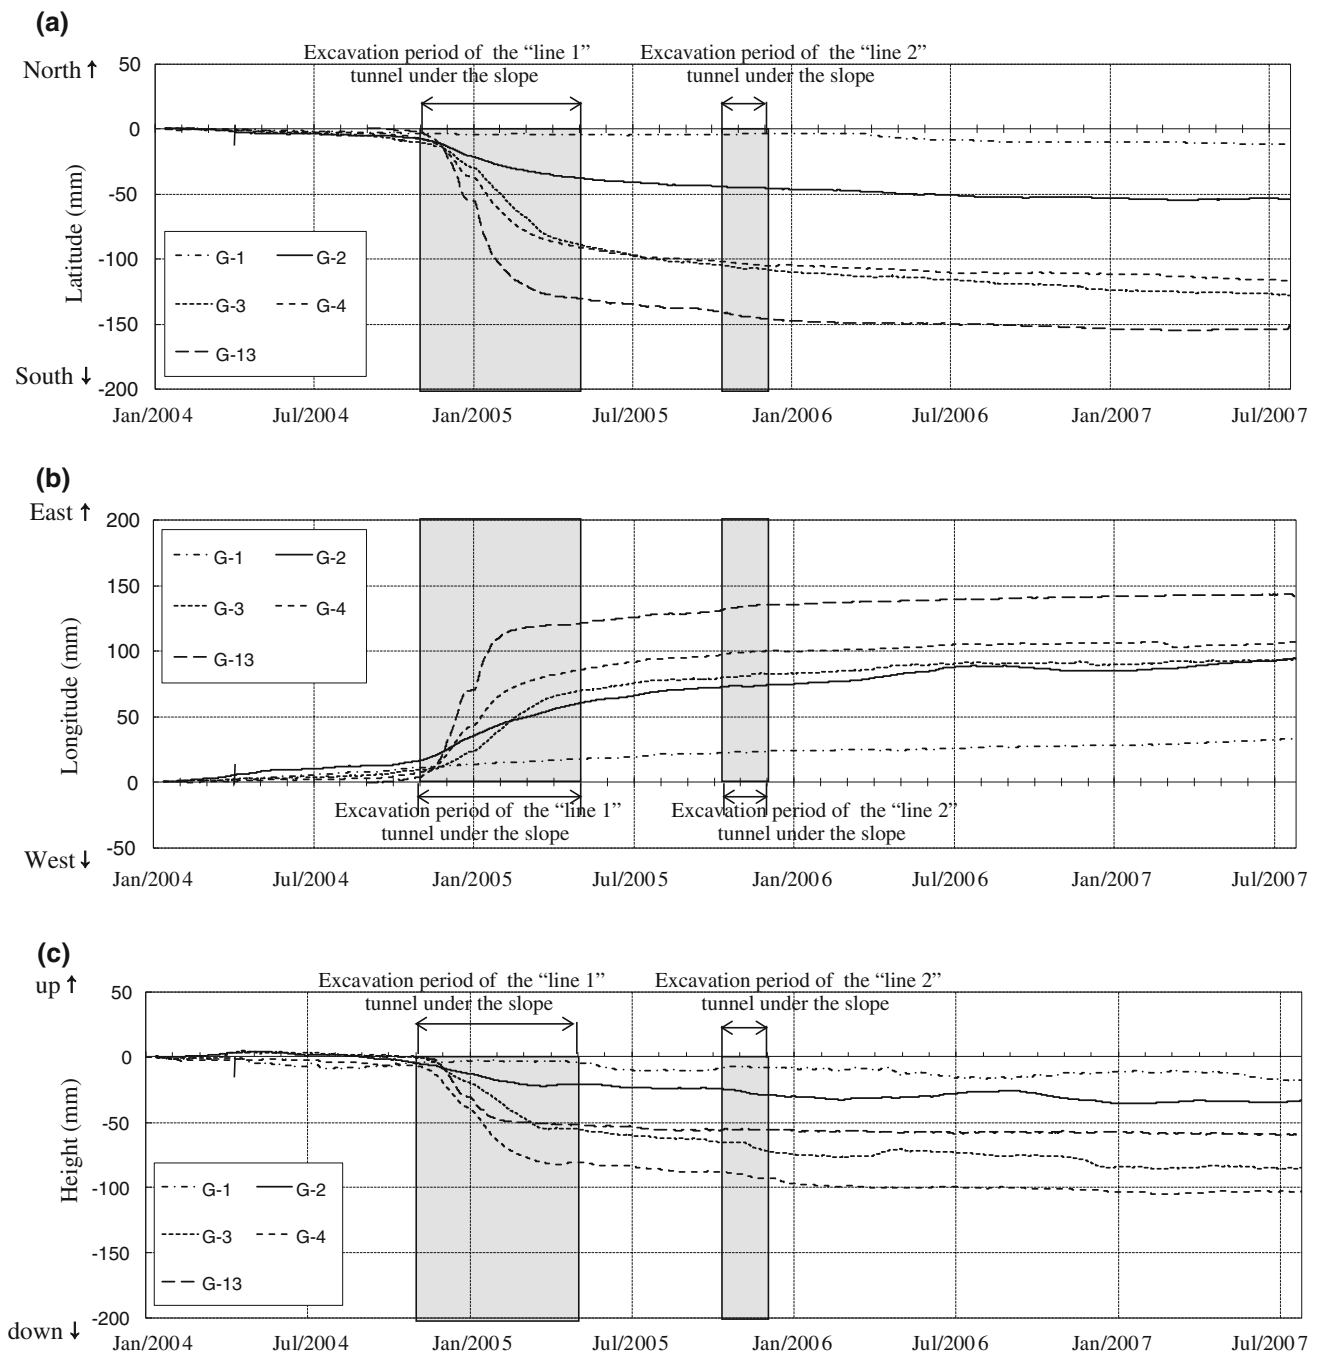 (a)
Excavation period of the “line 1” Excavation period of the “line 2”
tunnel under the slope tunnel under the slope
North ↑
50
0
-50
-100
-150
-200
Latitude (mm)
South ↓
G-1 G-2
G-3 G-4
G-13
Jan/2004 Jul/2004 Jan/2005 Jul/2005 Jan/2006 Jul/2006 Jan/2007 Jul/2007
(b)
East ↑
200
150
100
50
0
-50
Longitude (mm)
West ↓
G-1 G-2
G-3 G-4
G-13
Excavation period of the “line 1” Excavation period of the “line 2”
tunnel under the slope tunnel under the slope
Jan/2004 Jul/2004 Jan/2005 Jul/2005 Jan/2006 Jul/2006 Jan/2007 Jul/2007
(c)
Excavation period of the “line 1” Excavation period of the “line 2”
tunnel under the slope tunnel under the slope
up ↑
50
0
-50
-100
-150
-200
Height (mm)
down ↓
G-1 G-2
G-3 G-4
G-13
Jan/2004 Jul/2004 Jan/2005 Jul/2005 Jan/2006 Jul/2006 Jan/2007 Jul/2007